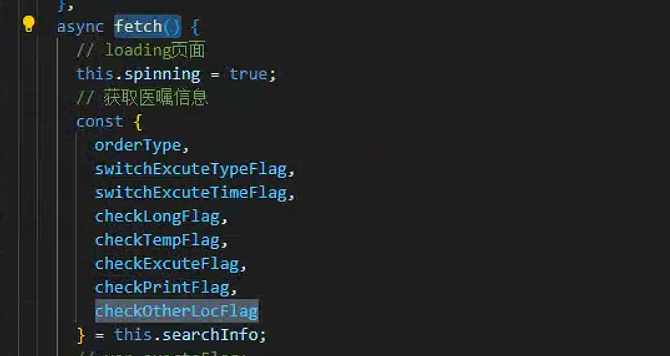 },
async fetch() {
// loading页面
this.spinning = true;
// 获取医嘱信息
const {
orderType,
switchExcuteTypeFlag,
switchExcuteTimeFlag,
checkLongFlag,
checkTempFlag,
checkExcuteFlag,
checkPrintFlag,
checkOtherLocFlag
} = this.searchInfo;